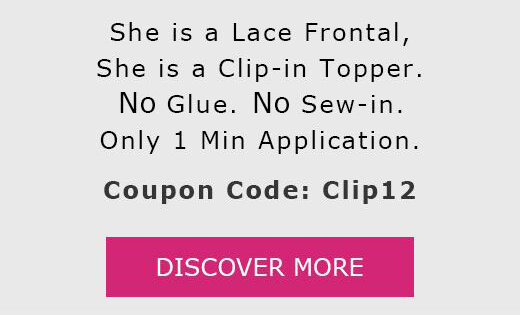 She is a Lace Frontal,
She is a Clip-in Topper.
No Glue. No Sew-in.
Only 1 Min Application.
Coupon Code: Clip12
DISCOVER MORE